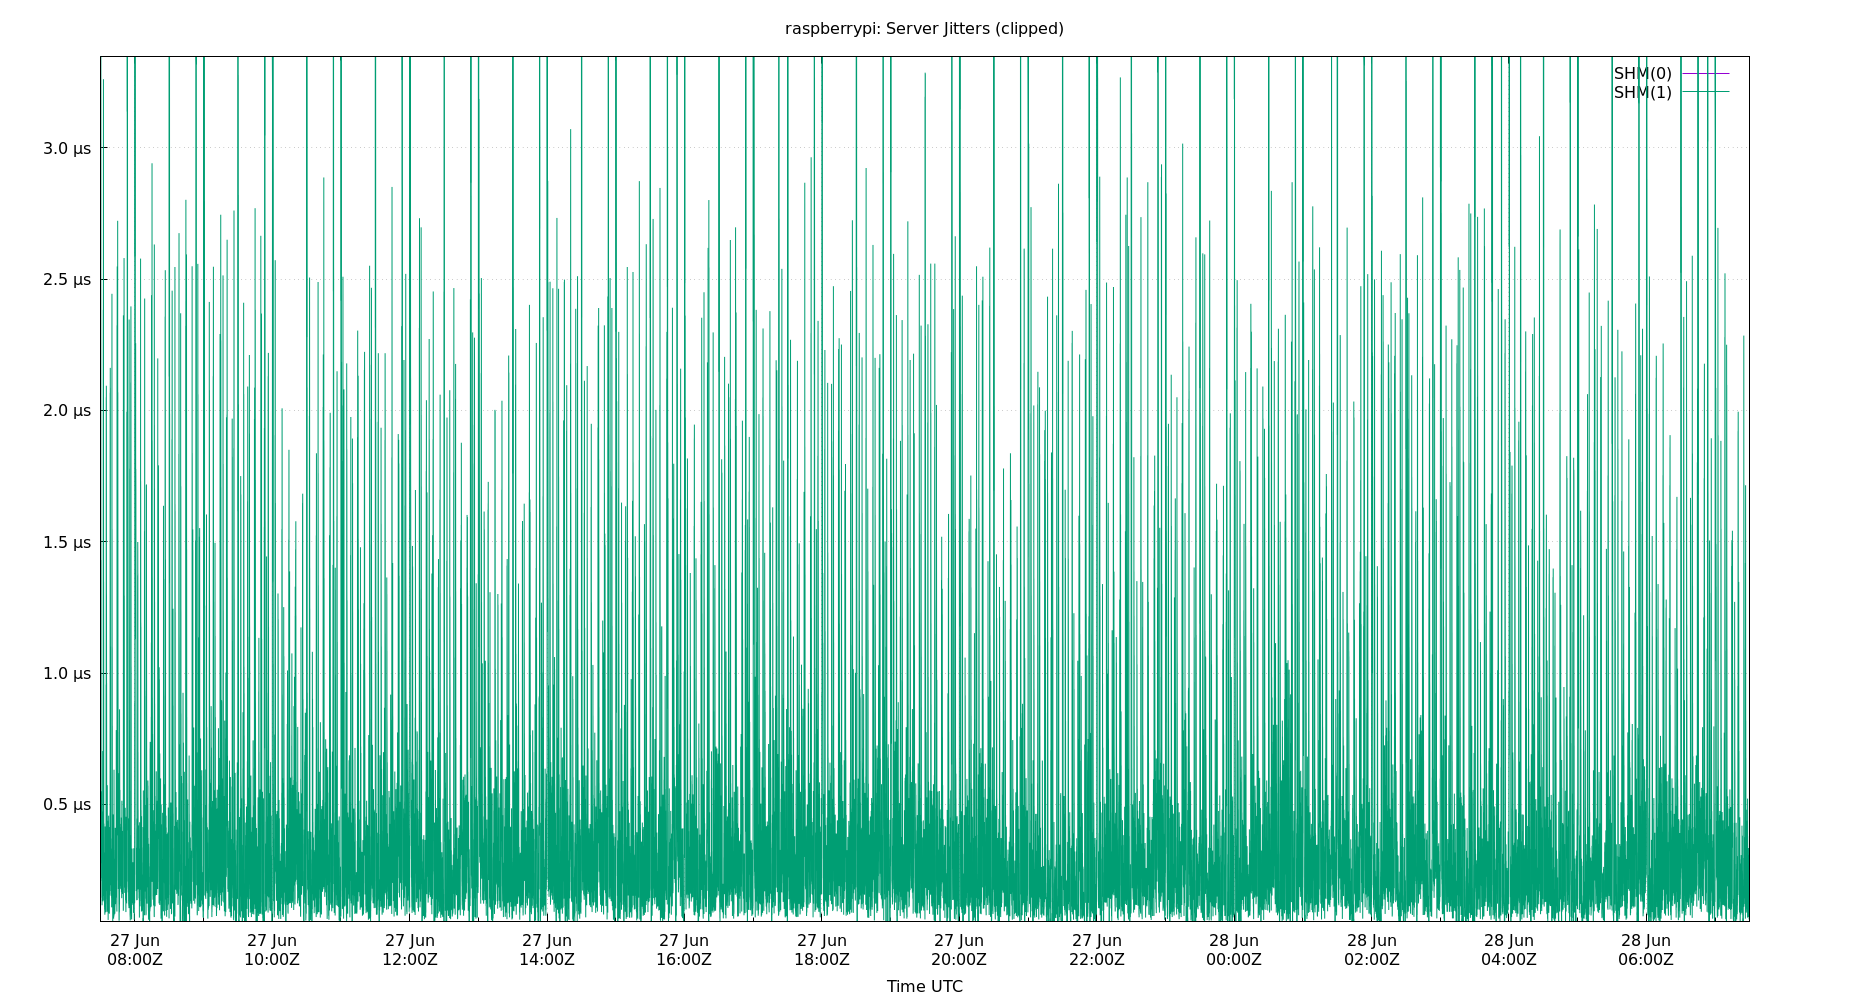 raspberrypi: Server Jitters (clipped)
SHM(0)
SHM(1)
3.0 µs
2.5 µs
2.0 µs
1.5 µs
1.0 µs
0.5 µs
27 Jun 27 Jun 27 Jun 27 Jun 27 Jun 27 Jun 27 Jun 27 Jun 28 Jun 28 Jun 28 Jun 28 Jun
08:00Z 10:00Z 12:00Z 14:00Z 16:00Z 18:00Z 20:00Z 22:00Z 00:00Z 02:00Z 04:00Z 06:00Z
Time UTC